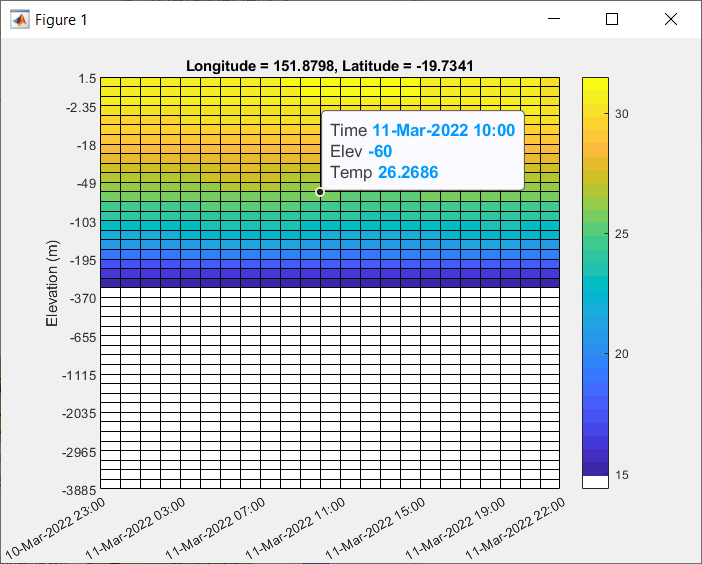 Figure 1
Longitude = 151.8798, Latitude = -19.7341
1.5
-2.35
-18
-49
-103
-195
-370
-655
-1115
-2035
-2965
-3885
Elevation (m)
Time 11-Mar-2022 10:00
Elev -60
Temp 26.2686
30
25
20
15
10-Mar-2022 23:00
11-Mar-2022 03:00
11-Mar-2022 07:00
11-Mar-2022 11:00
11-Mar-2022 15:00
11-Mar-2022 19:00
11-Mar-2022 22:00